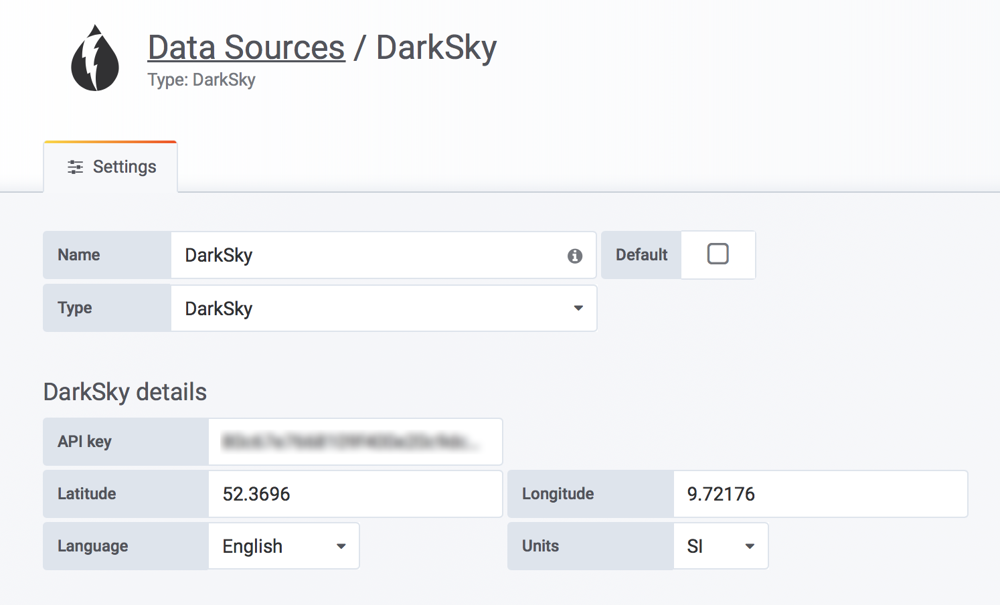 Data Sources / DarkSky
Type: DarkSky
Settings
Name DarkSky Default
Type DarkSky
DarkSky details
API key
Latitude 52.3696 Longitude 9.72176
Language English Units SI